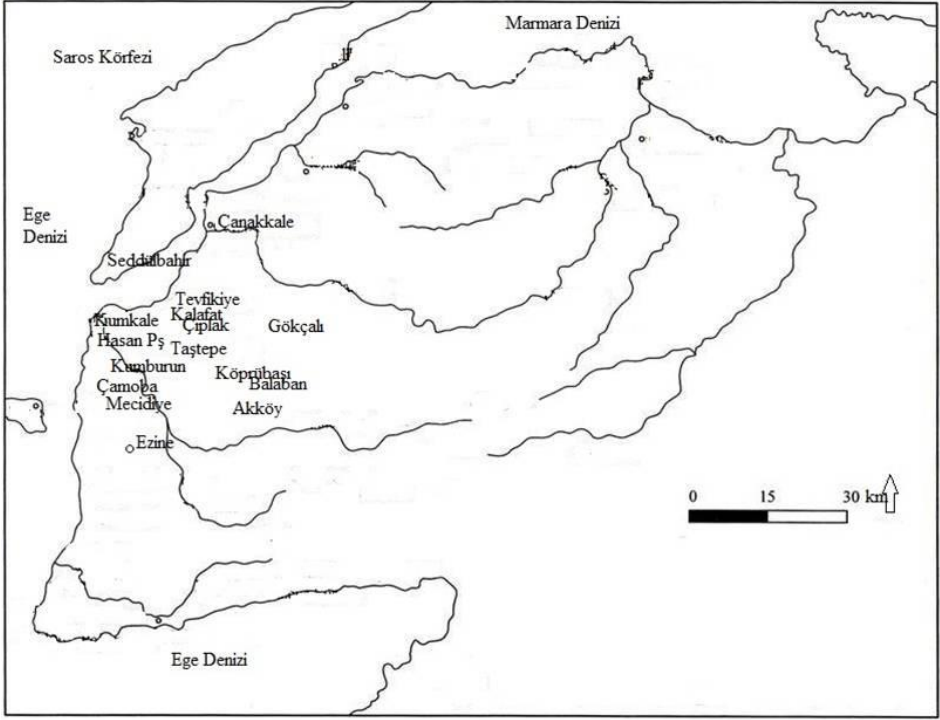 Marmara Denizi
Saros Körfezi
Ege
Denizi
Çanakkale
Seddülbahir
Tevfikiye
Kalafat
Kumkale
Çıplak
Gökçalı
Hasan Pş
Taştepe
Kumburun
Köprübaşı
Çamoba
Balaban
Mecidiye
Akköy
Ezine
0 15 30 km
Ege Denizi